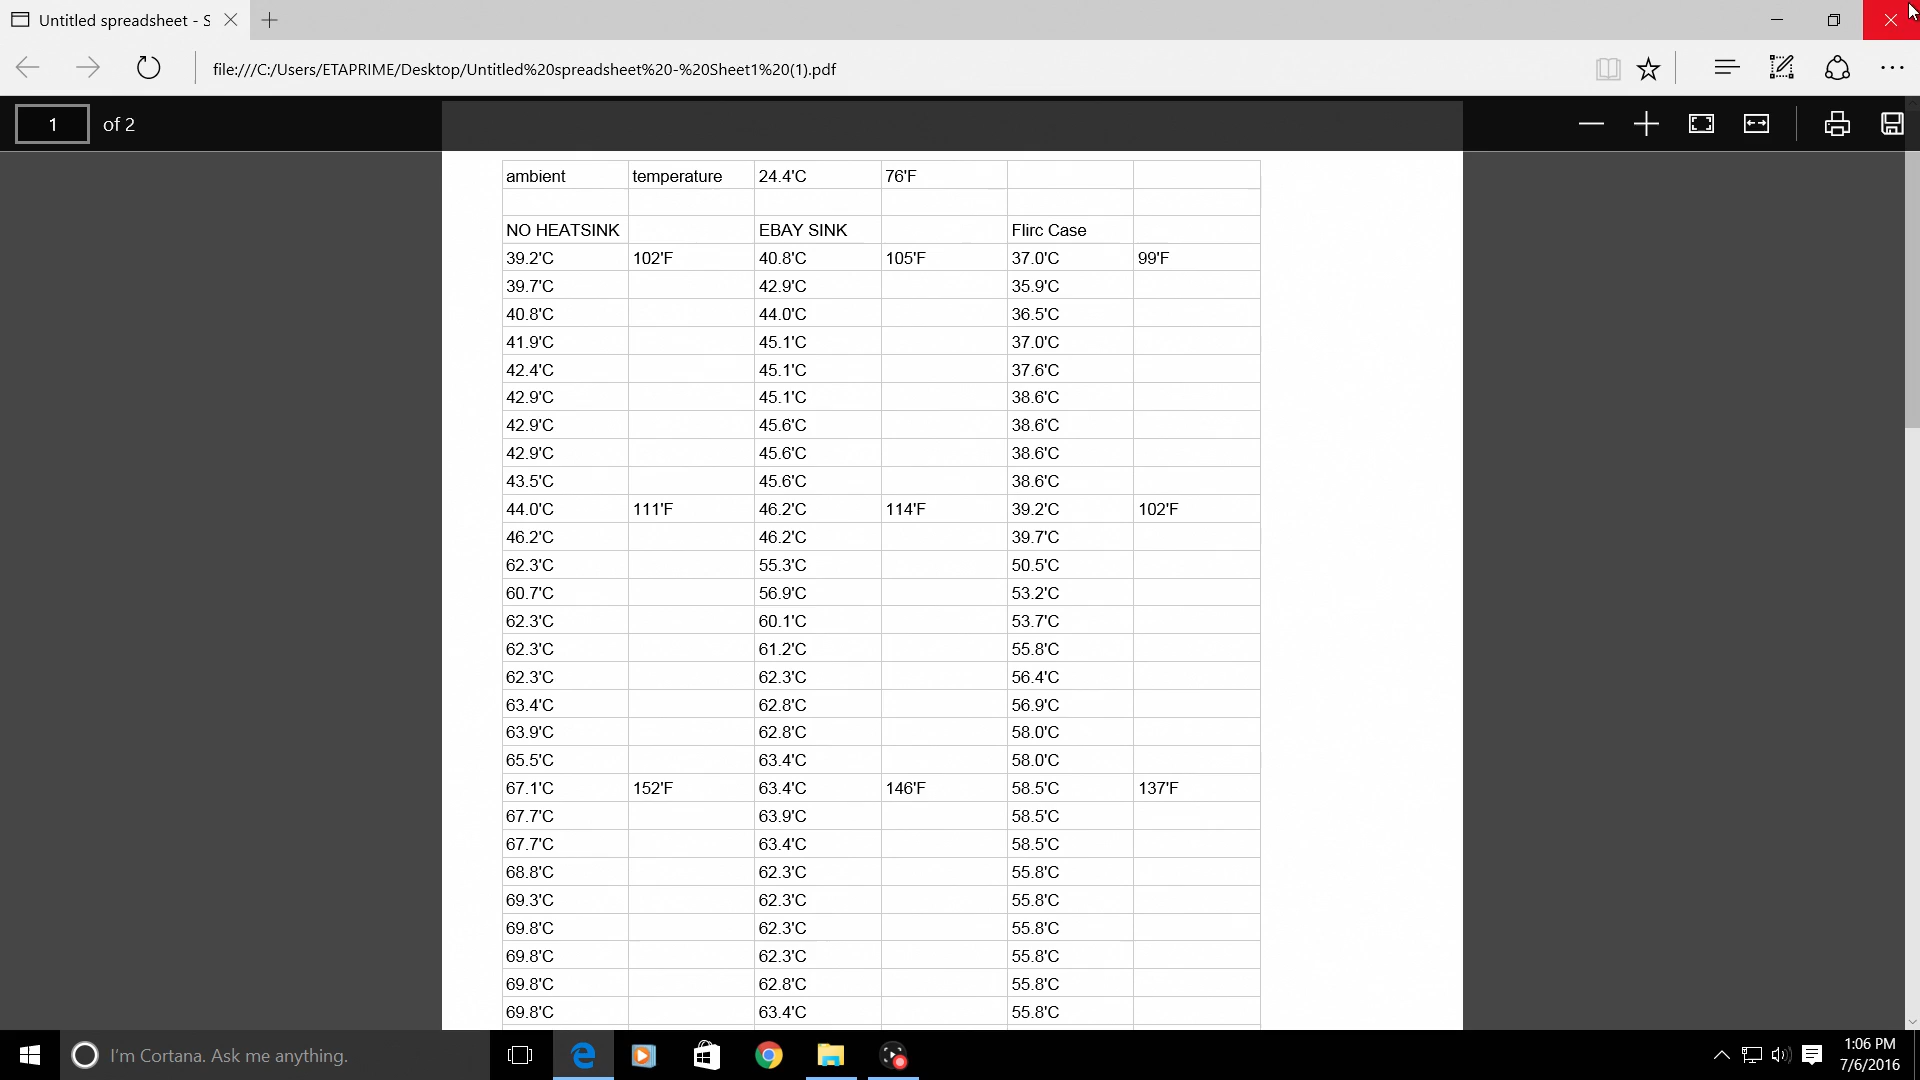 Untitled spreadsheet - S
file:///C:/Users/ETAPRIME/Desktop/Untitled%20spreadsheet%20-%20Sheet1%20(1).pdf
1 of 2
ambient temperature 24.4'C 76'F
NO HEATSINK EBAY SINK Flirc Case
39.2'C 102'F 40.8'C 105'F 37.0'C 99'F
39.7'C 42.9'C 35.9'C
40.8'C 44.0'C 36.5'C
41.9'C 45.1'C 37.0'C
42.4'C 45.1'C 37.6'C
42.9'C 45.1'C 38.6'C
42.9'C 45.6'C 38.6'C
42.9'C 45.6'C 38.6'C
43.5'C 45.6'C 38.6'C
44.0'C 111'F 46.2'C 114'F 39.2'C 102'F
46.2'C 46.2'C 39.7'C
62.3'C 55.3'C 50.5'C
60.7'C 56.9'C 53.2'C
62.3'C 60.1'C 53.7'C
62.3'C 61.2'C 55.8'C
62.3'C 62.3'C 56.4'C
63.4'C 62.8'C 56.9'C
63.9'C 62.8'C 58.0'C
65.5'C 63.4'C 58.0'C
67.1'C 152'F 63.4'C 146'F 58.5'C 137'F
67.7'C 63.9'C 58.5'C
67.7'C 63.4'C 58.5'C
68.8'C 62.3'C 55.8'C
69.3'C 62.3'C 55.8'C
69.8'C 62.3'C 55.8'C
69.8'C 62.3'C 55.8'C
69.8'C 62.8'C 55.8'C
69.8'C 63.4'C 55.8'C
I'm Cortana. Ask me anything.
1:06 PM
7/6/2016